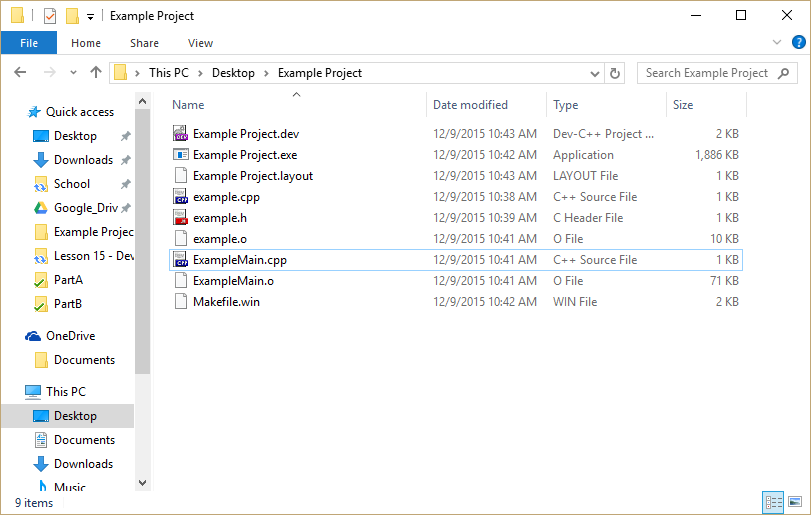 Example Project
File Home Share View
This PC Desktop Example Project Search Example Project
Name Date modified Type Size
Quick access
Desktop
Downloads
School
Google_Driv
Example Projec
Lesson 15 - Dev
PartA
PartB
OneDrive
Documents
This PC
Desktop
Documents
Downloads
Music
Example Project.dev 12/9/2015 10:43 AM Dev-C++ Project ... 2 KB
Example Project.exe 12/9/2015 10:42 AM Application 1,886 KB
Example Project.layout 12/9/2015 10:43 AM LAYOUT File 1 KB
example.cpp 12/9/2015 10:38 AM C++ Source File 1 KB
example.h 12/9/2015 10:39 AM C Header File 1 KB
example.o 12/9/2015 10:41 AM O File 10 KB
ExampleMain.cpp 12/9/2015 10:41 AM C++ Source File 1 KB
ExampleMain.o 12/9/2015 10:41 AM O File 71 KB
Makefile.win 12/9/2015 10:42 AM WIN File 2 KB
9 items